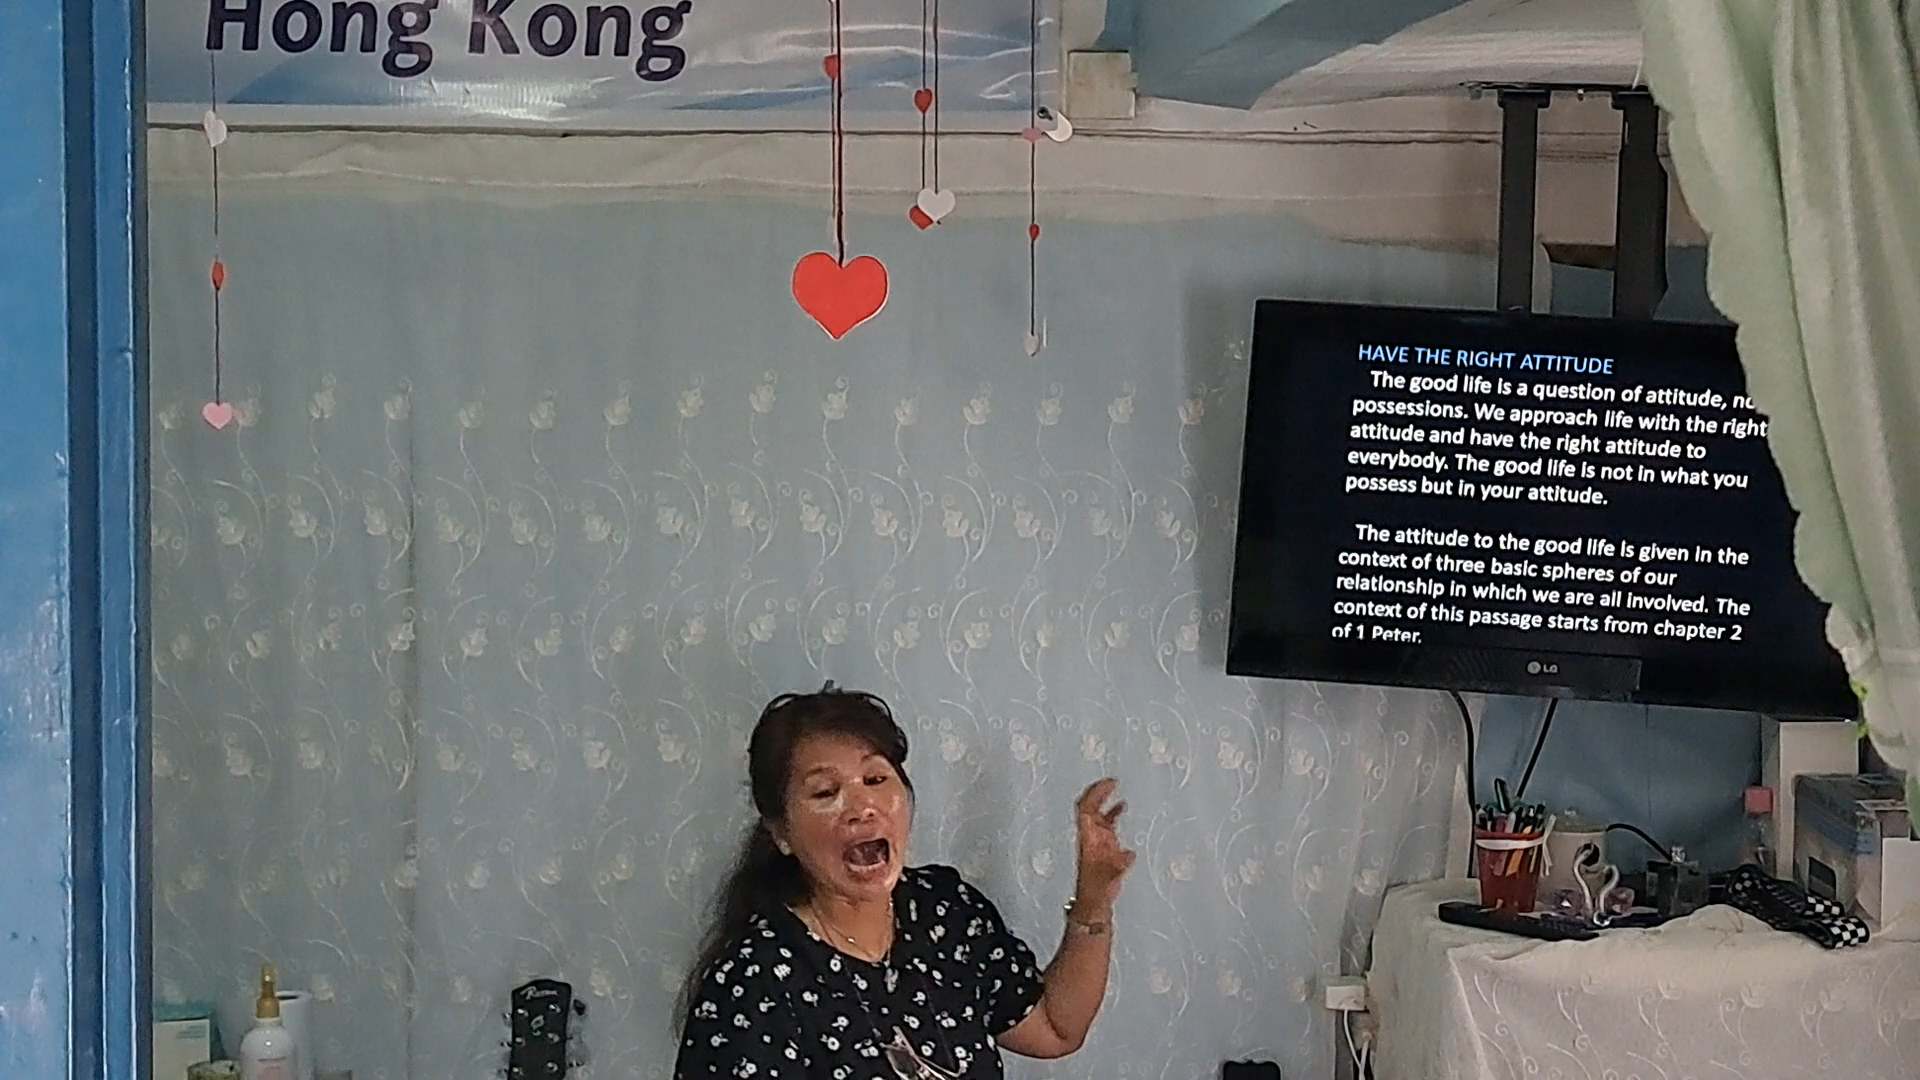 Hong Kong
HAVE THE RIGHT ATTITUDE
The good life is a question of attitude,
possessions. We approach life with the right
attitude and have the right attitude to
everybody. The good life is not in what you
possess but in your attitude.
The attitude to the good life is given in the
context of three basic spheres of our
relationship in which we are all involved. The
context of this passage starts from chapter 2
of 1 Peter.
LG